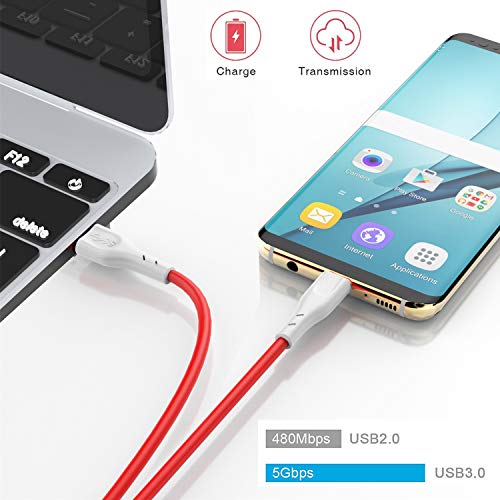 Charge
Transmission
F12
delete
Camera
Play Store
Google
Mail
Internet
Applications
480Mbps USB2.0
5Gbps USB3.0